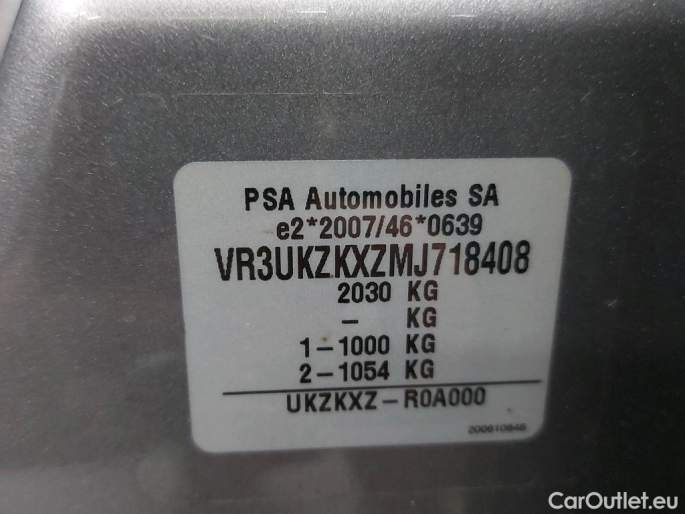 PSA Automobiles SA
e2*2007/46*0639
VR3UKZKXZMJ718408
2030 KG
– KG
1–1000 KG
2–1054 KG
UKZKXZ–R0A000
CarOutlet.eu